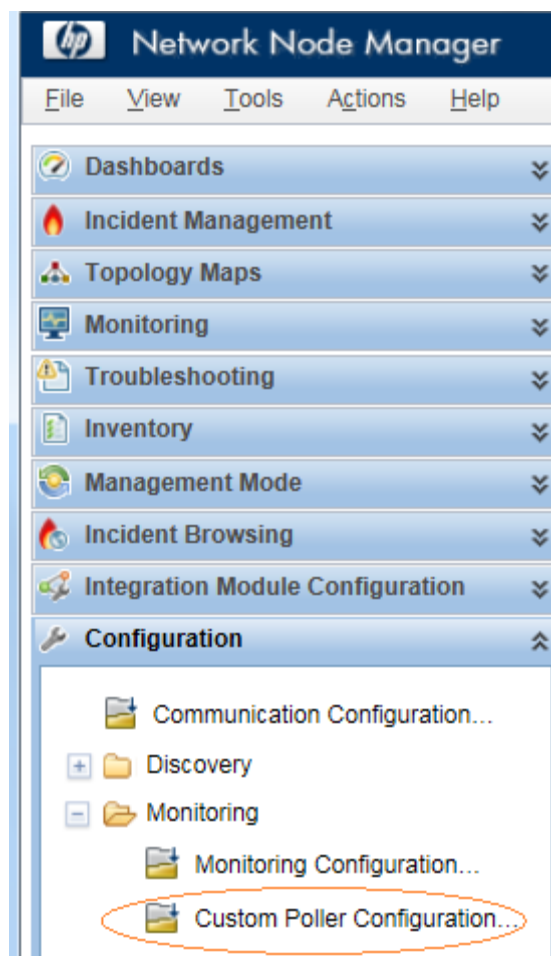 hp Network Node Manager
File View Tools Actions Help
Dashboards
Incident Management
Topology Maps
Monitoring
Troubleshooting
Inventory
Management Mode
Incident Browsing
Integration Module Configuration
Configuration
Communication Configuration...
Discovery
Monitoring
Monitoring Configuration...
Custom Poller Configuration...